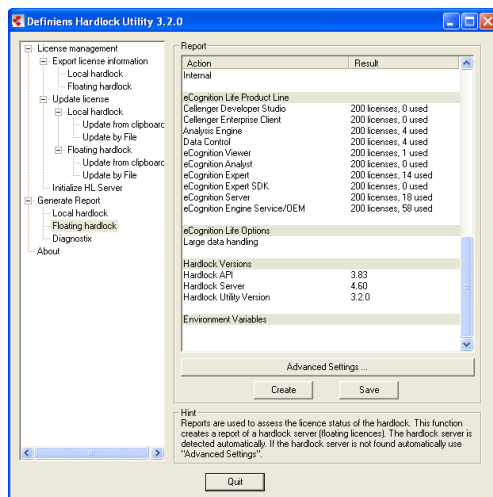 Definiens Hardlock Utility 3.2.0
License management
Export license information
Local hardlock
Floating hardlock
Update license
Local hardlock
Update from clipboarc
Update by File
Floating hardlock
Update from clipboarc
Update by File
Initialize HL Server
Generate Report
Local hardlock
Floating hardlock
Diagnostix
About
Report
Action Result
Internal
eCognition Life Product Line
Cellenger Developer Studio 200 licenses, 0 used
Cellenger Enterprise Client 200 licenses, 0 used
Analysis Engine 200 licenses, 4 used
Data Control 200 licenses, 4 used
eCognition Viewer 200 licenses, 1 used
eCognition Analyst 200 licenses, 0 used
eCognition Expert 200 licenses, 14 used
eCognition Expert SDK 200 licenses, 0 used
eCognition Server 200 licenses, 18 used
eCognition Engine Service/OEM 200 licenses, 58 used
eCognition Life Options
Large data handling
Hardlock Versions
Hardlock API 3.83
Hardlock Server 4.60
Hardlock Utility Version 3.2.0
Environment Variables
Advanced Settings ...
Create Save
Hint
Reports are used to assess the licence status of the hardlock. This function
creates a report of a hardlock server (floating licences). The hardlock server is
detected automatically. If the hardlock server is not found automatically use
"Advanced Settings".
Quit